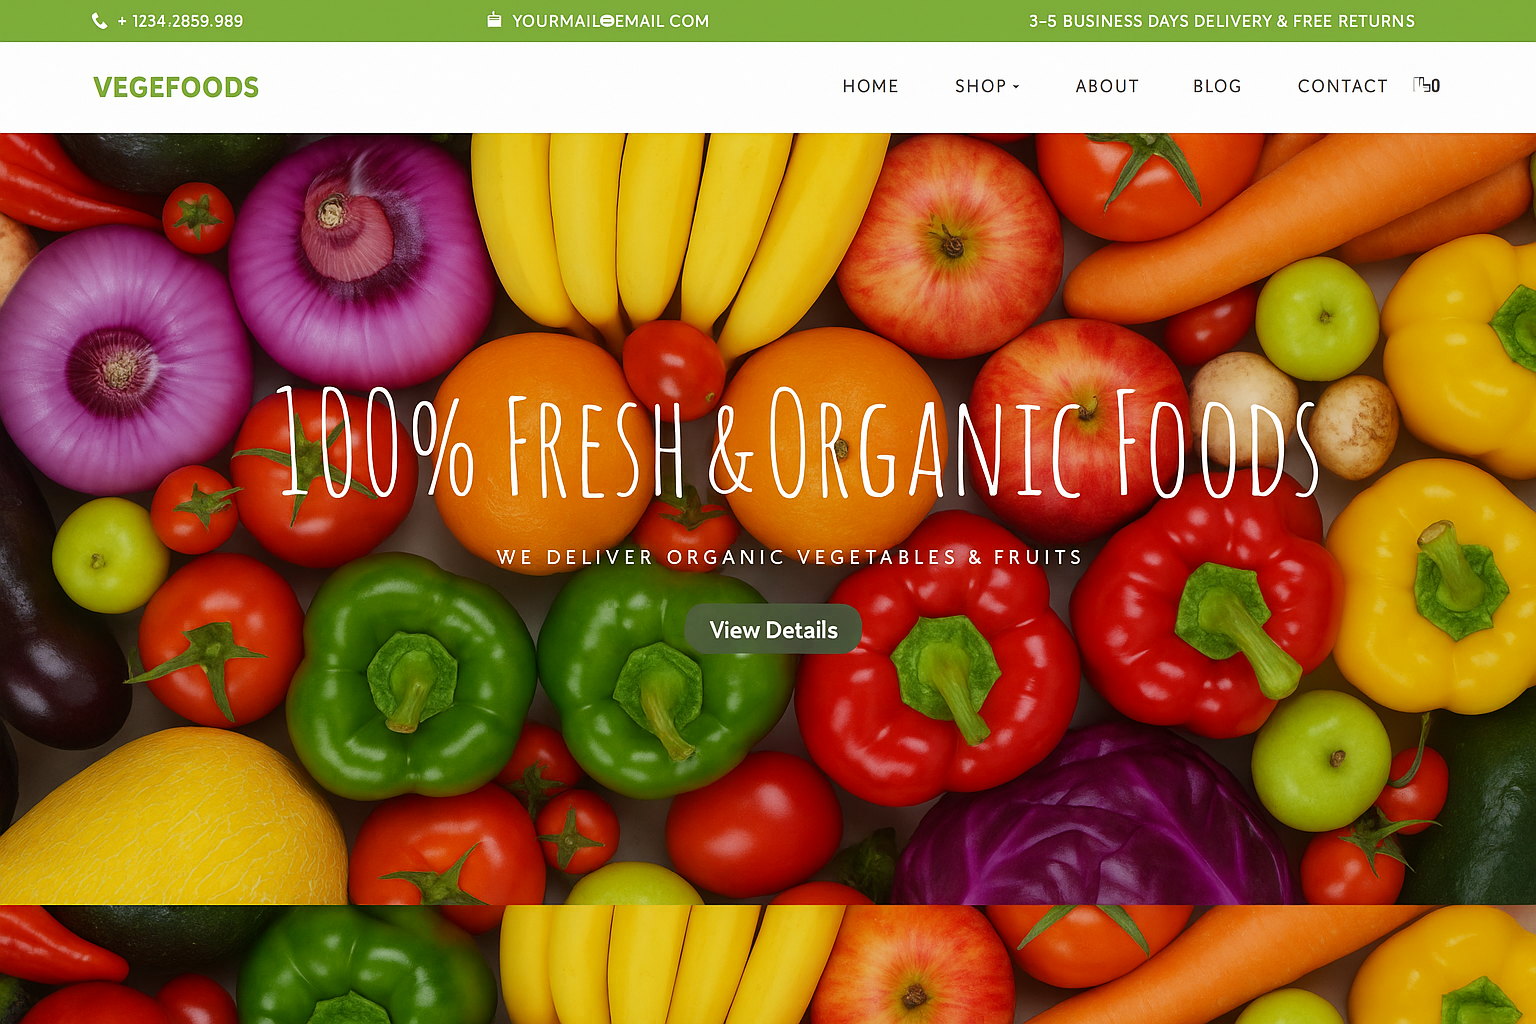 + 1234.2859.989
YOURMAIL@EMAIL COM
3–5 BUSINESS DAYS DELIVERY & FREE RETURNS
VEGEFOODS
HOME SHOP ABOUT BLOG CONTACT 0
100% FRESH & ORGANIC FOODS
WE DELIVER ORGANIC VEGETABLES & FRUITS
View Details